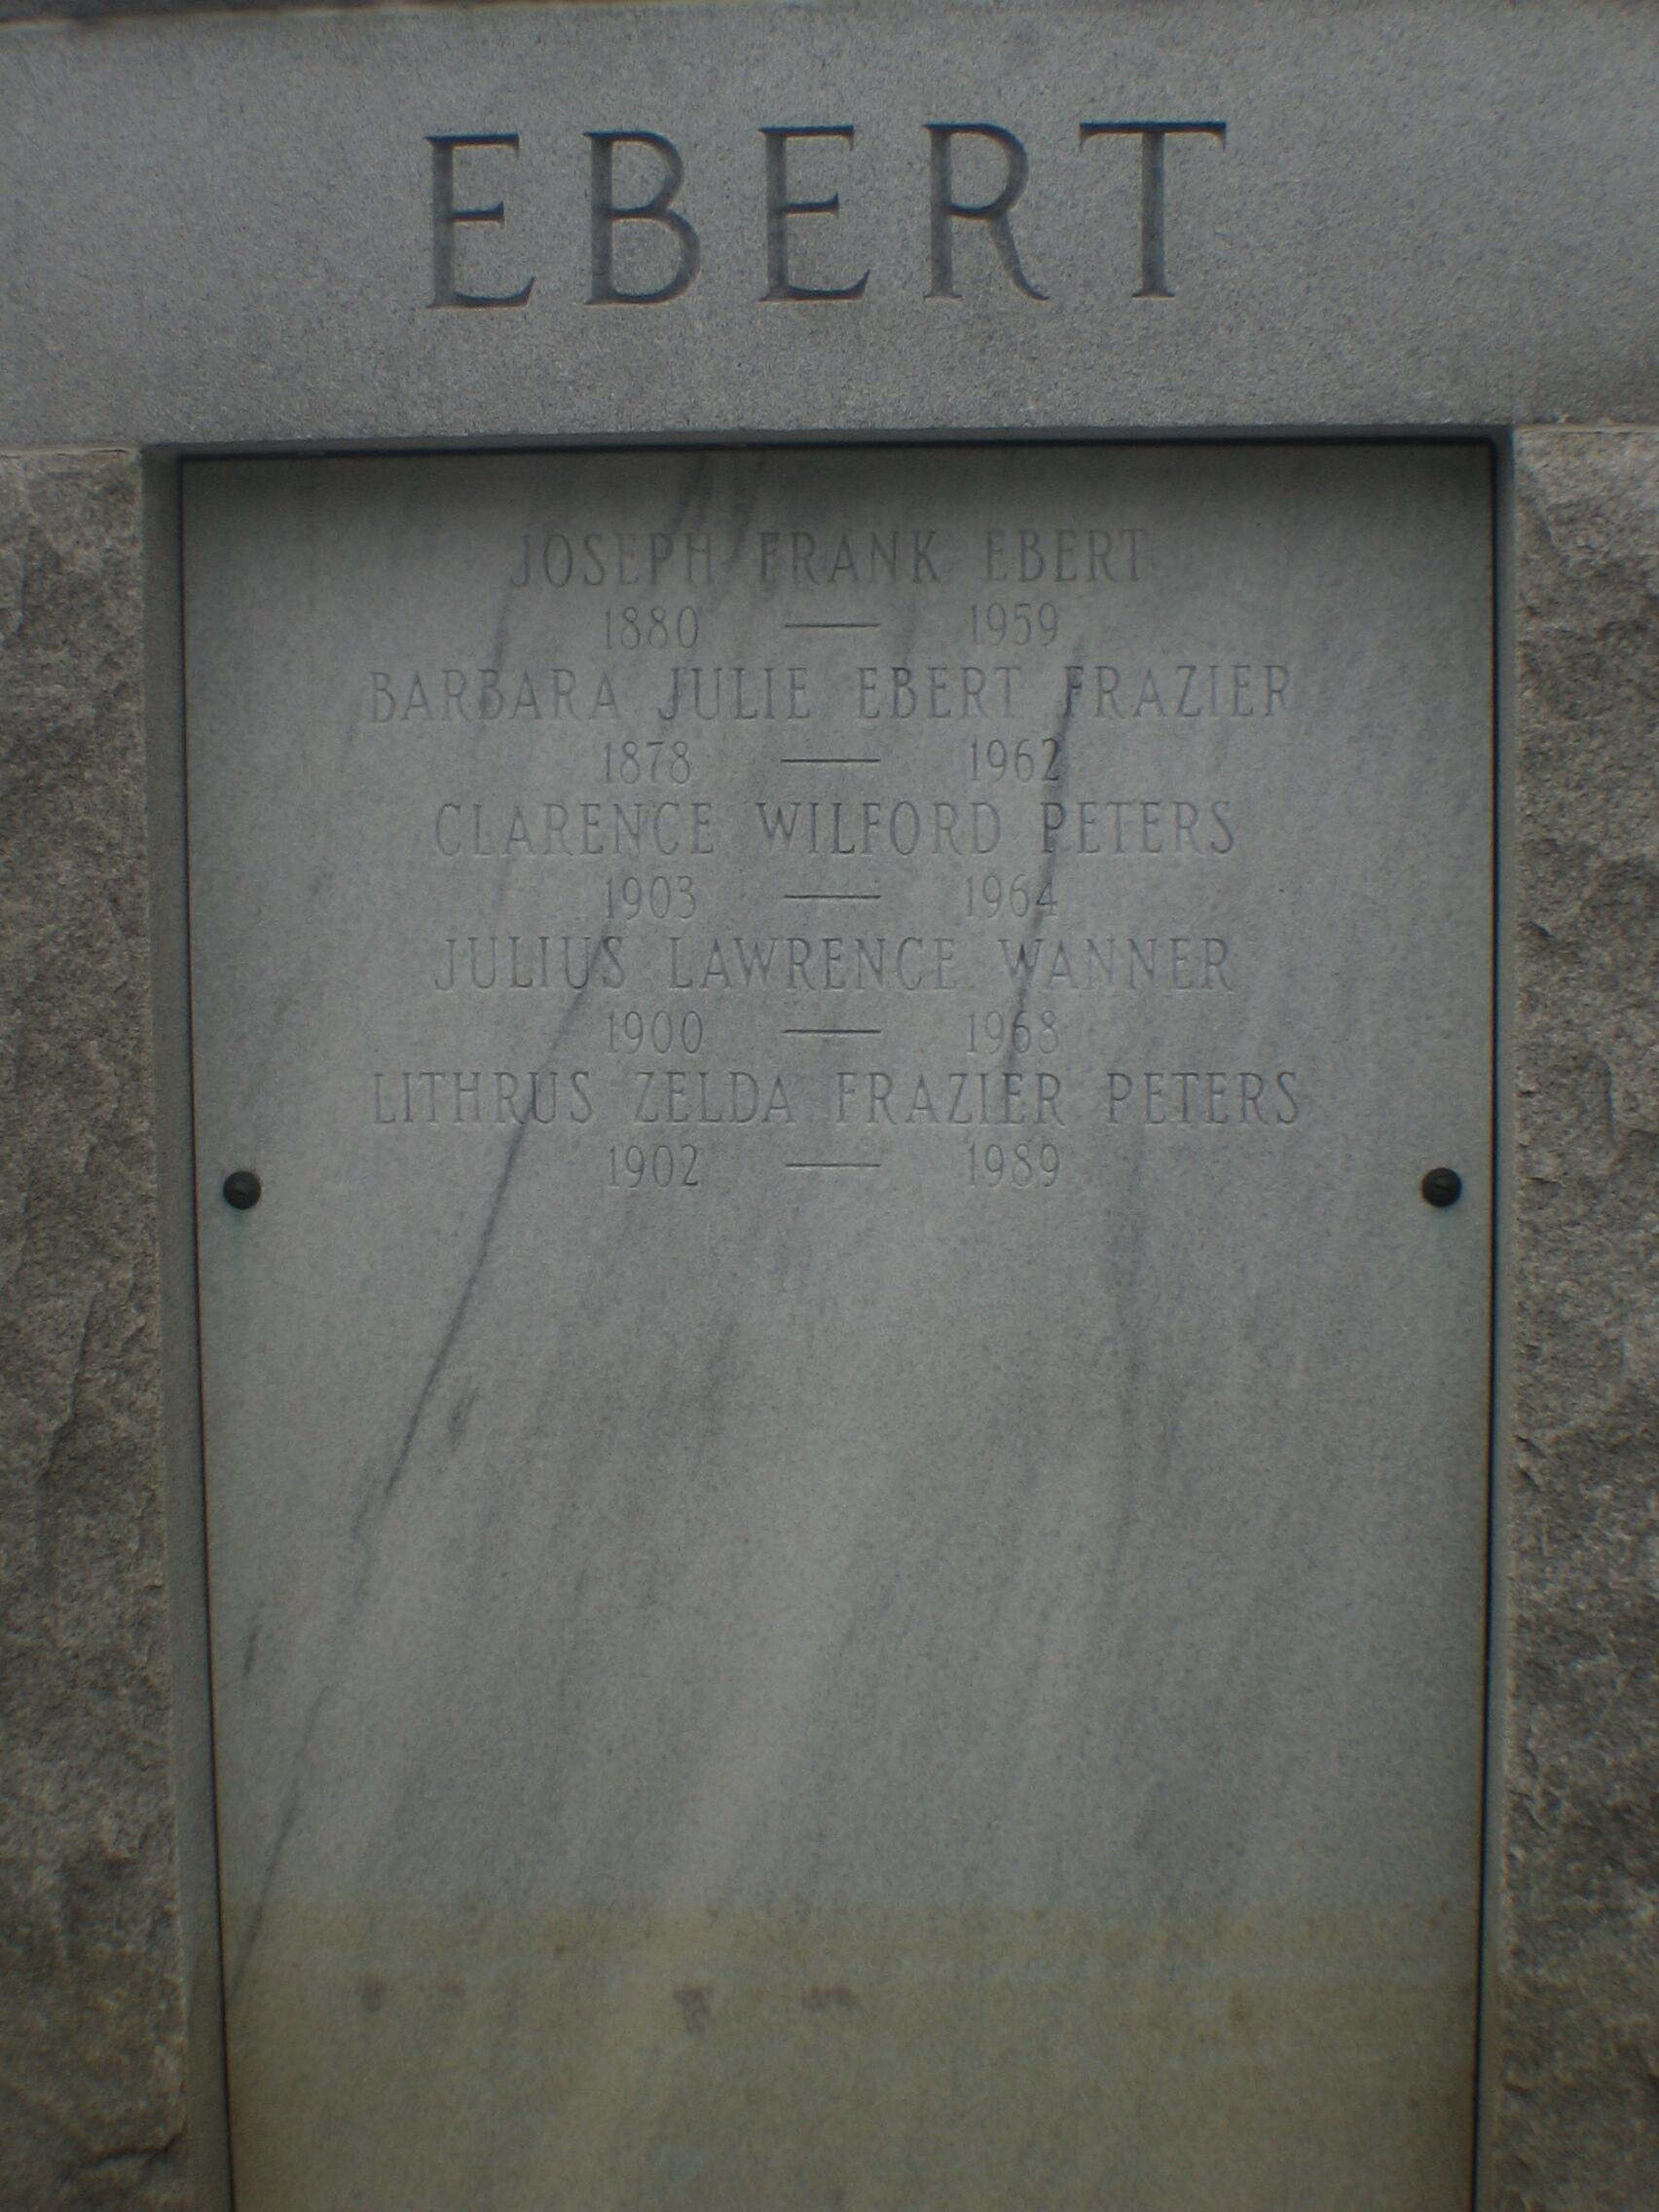 EBERT
JOSEPH FRANK EBERT
1880 — 1959
BARBARA JULIE EBERT FRAZIER
1878 — 1962
CLARENCE WILFORD PETERS
1903 — 1964
JULIUS LAWRENCE WANNER
1900 — 1968
LITHRUS ZELDA FRAZIER PETERS
1902 — 1989